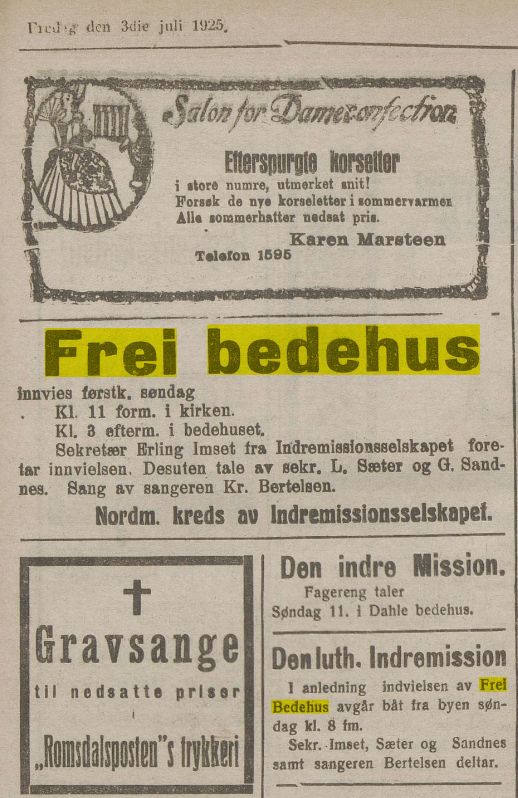 Fredag den 3die juli 1925.
Salon for Dameconfection
Efterspurgte korsetter
i store numre, utmerket snit!
Forsøk de nye korseletter i sommervarmen
Alle sommerhatter nedsat pris.
Karen Marsteen
Telefon 1595
Frei bedehus
innvies førstk. søndag
Kl. 11 form. i kirken.
Kl. 3 efterm. i bedehuset.
Sekretær Erling Imset fra Indremissionsselskapet fore-
tar innvielsen. Desuten tale av sekr. L. Sæter og G. Sand-
nes. Sang av sangeren Kr. Bertelsen.
Nordm. kreds av Indremissionsselskapet.
Gravsange
til nedsatte priser
„Romsdalsposten"s trykkeri
Den indre Mission.
Fagereng taler
Søndag 11. i Dahle bedehus.
Den luth. Indremission
I anledning indvielsen av Frei
Bedehus avgår båt fra byen søn-
dag kl. 8 fm.
Sekr. Imset, Sæter og Sandnes
samt sangeren Bertelsen deltar.